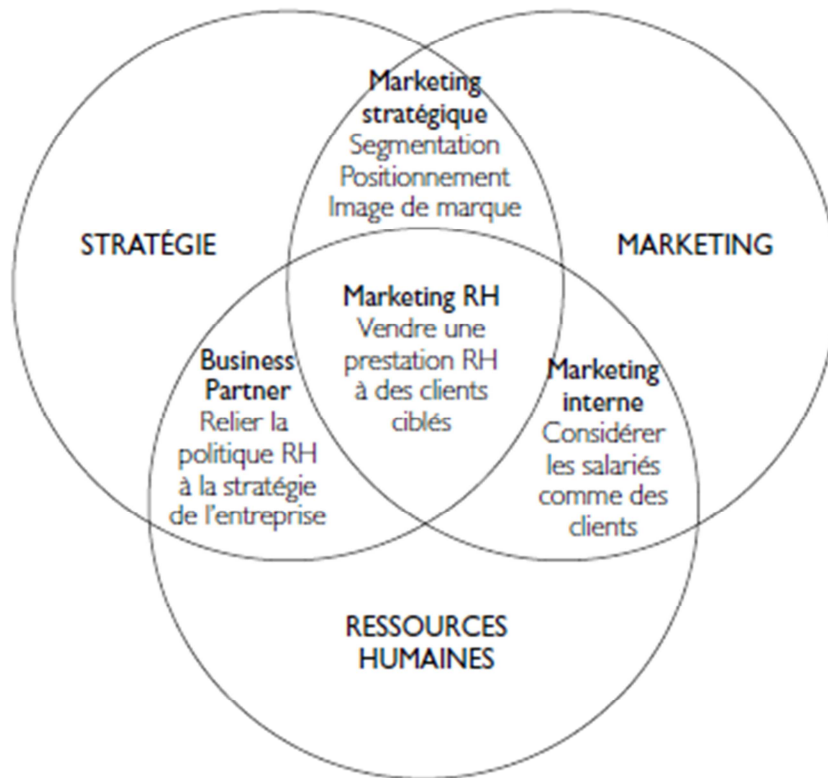 Marketing
stratégique
Segmentation
Positionnement
Image de marque
STRATÉGIE
MARKETING
Marketing RH
Vendre une
prestation RH
à des clients
ciblés
Business
Partner
Relier la
politique RH
à la stratégie
de l'entreprise
Marketing
interne
Considérer
les salariés
comme des
clients
RESSOURCES
HUMAINES